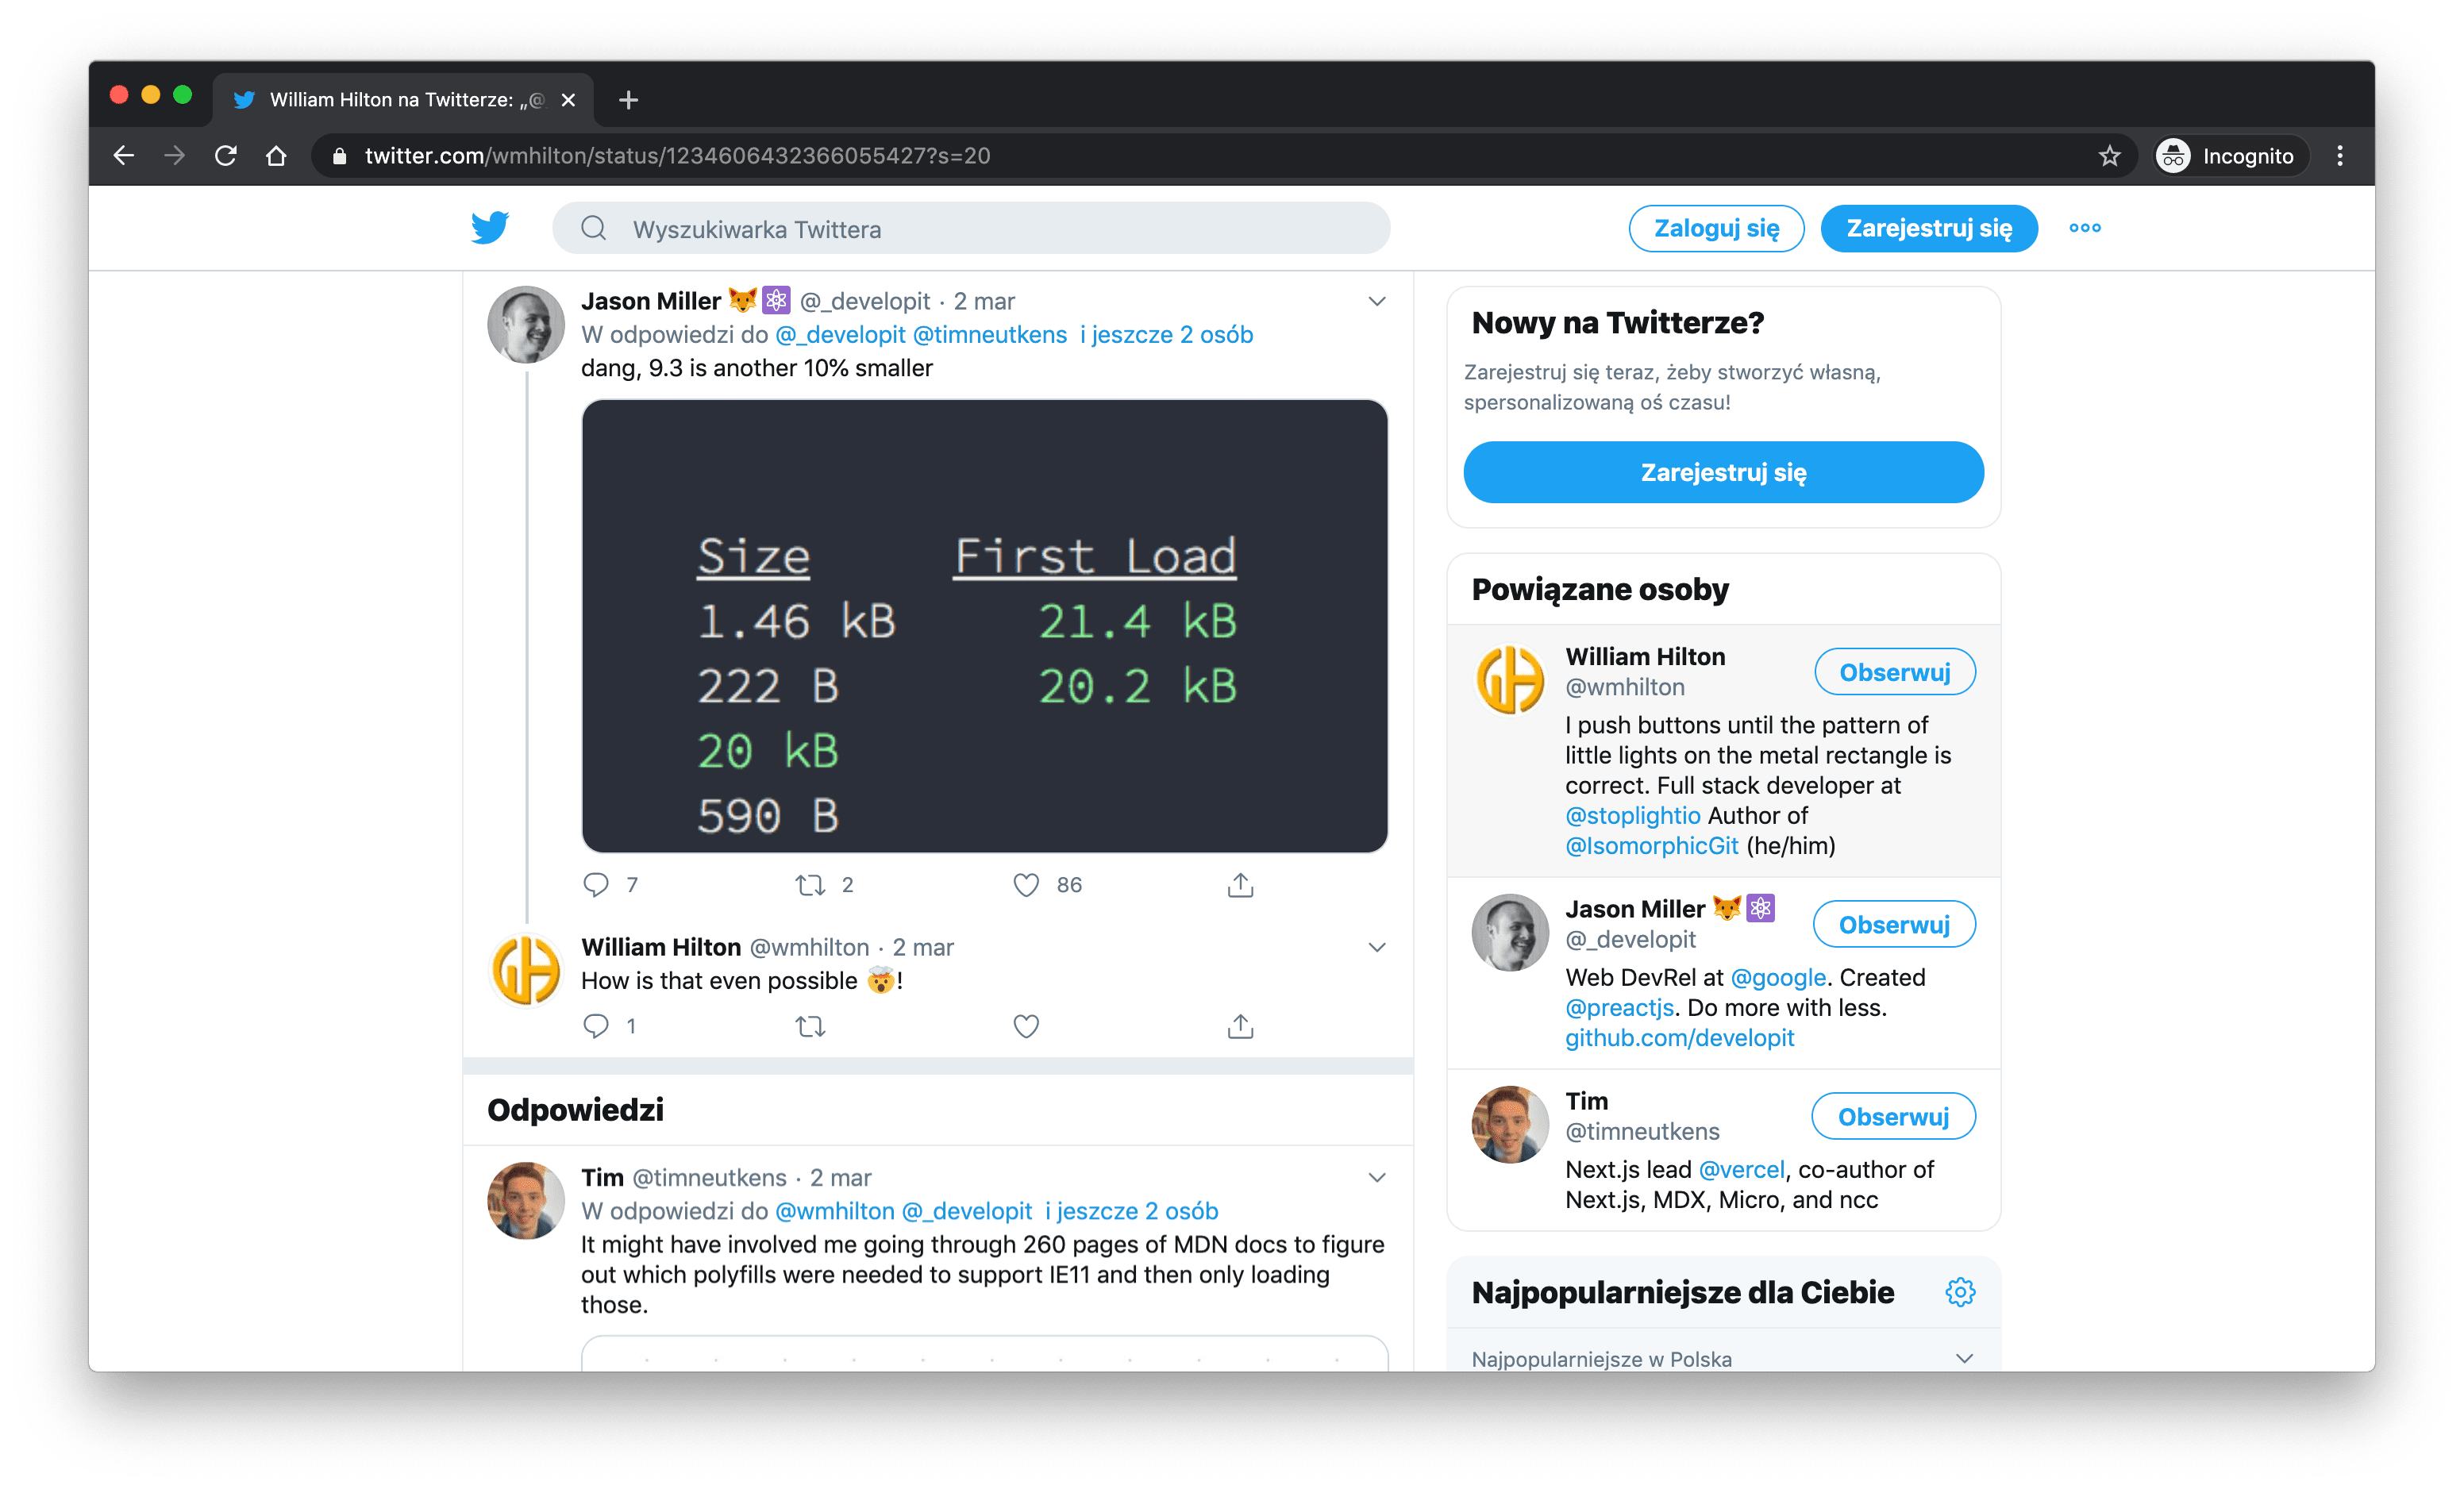 William Hilton na Twitterze: „@
twitter.com/wmhilton/status/1234606432366055427?s=20
Incognito
Wyszukiwarka Twittera
Zaloguj się
Zarejestruj się
Jason Miller 🦊⚛️ @_developit · 2 mar
W odpowiedzi do @_developit @timneutkens i jeszcze 2 osób
dang, 9.3 is another 10% smaller
Size First Load
1.46 kB 21.4 kB
222 B 20.2 kB
20 kB
590 B
7 2 86
William Hilton @wmhilton · 2 mar
How is that even possible 🤯!
1
Odpowiedzi
Tim @timneutkens · 2 mar
W odpowiedzi do @wmhilton @_developit i jeszcze 2 osób
It might have involved me going through 260 pages of MDN docs to figure
out which polyfills were needed to support IE11 and then only loading
those.
Nowy na Twitterze?
Zarejestruj się teraz, żeby stworzyć własną,
spersonalizowaną oś czasu!
Zarejestruj się
Powiązane osoby
William Hilton
@wmhilton
Obserwuj
I push buttons until the pattern of
little lights on the metal rectangle is
correct. Full stack developer at
@stoplightio Author of
@IsomorphicGit (he/him)
Jason Miller 🦊⚛️
@_developit
Obserwuj
Web DevRel at @google. Created
@preactjs. Do more with less.
github.com/developit
Tim
@timneutkens
Obserwuj
Next.js lead @vercel, co-author of
Next.js, MDX, Micro, and ncc
Najpopularniejsze dla Ciebie
Najpopularniejsze w Polska